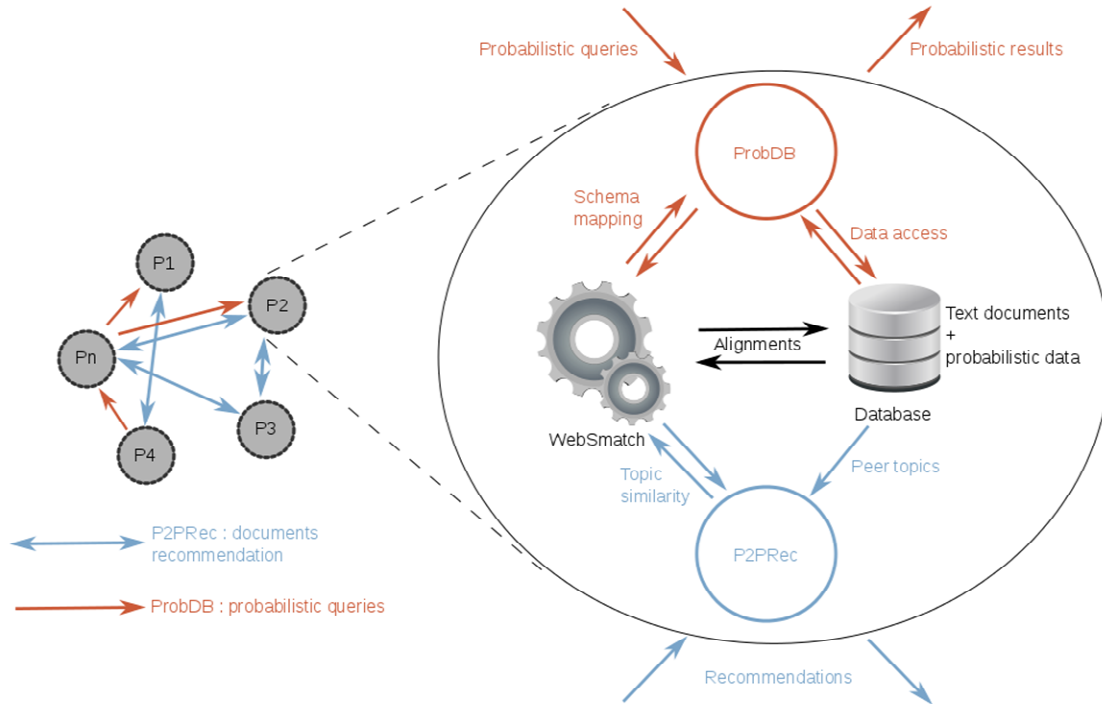 Probabilistic queries
Probabilistic results
ProbDB
Schema
mapping
Data access
P1
P2
Pn
P3
P4
Text documents
+
probabilistic data
Alignments
Database
WebSmatch
Topic
similarity
Peer topics
P2PRec : documents
recommendation
P2PRec
ProbDB : probabilistic queries
Recommendations